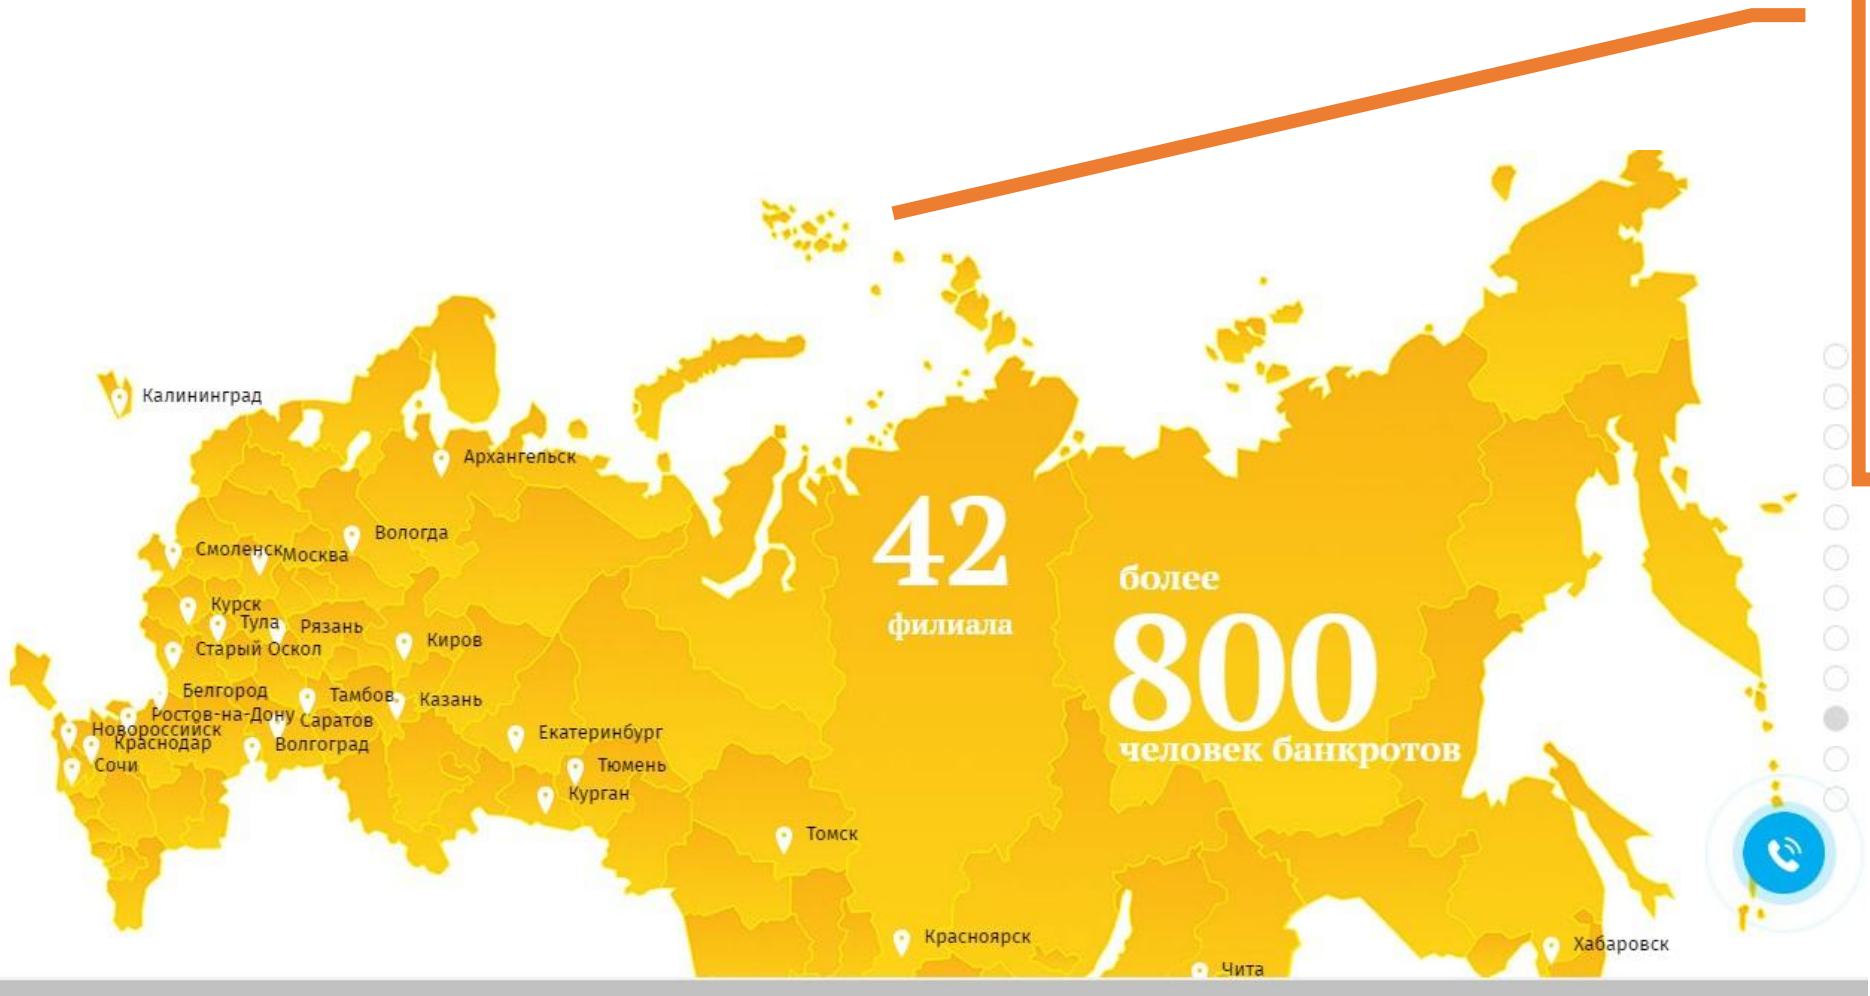 Калининград
Архангельск
42
филиала
Вологда
Смоленск
Москва
более
800
человек банкротов
Курск
Тула
Рязань
Киров
Старый Оскол
Белгород
Тамбов
Казань
Ростов-на-Дону
Саратов
Новороссийск
Екатеринбург
Краснодар
Волгоград
Сочи
Тюмень
Курган
Томск
Красноярск
Хабаровск
Чита